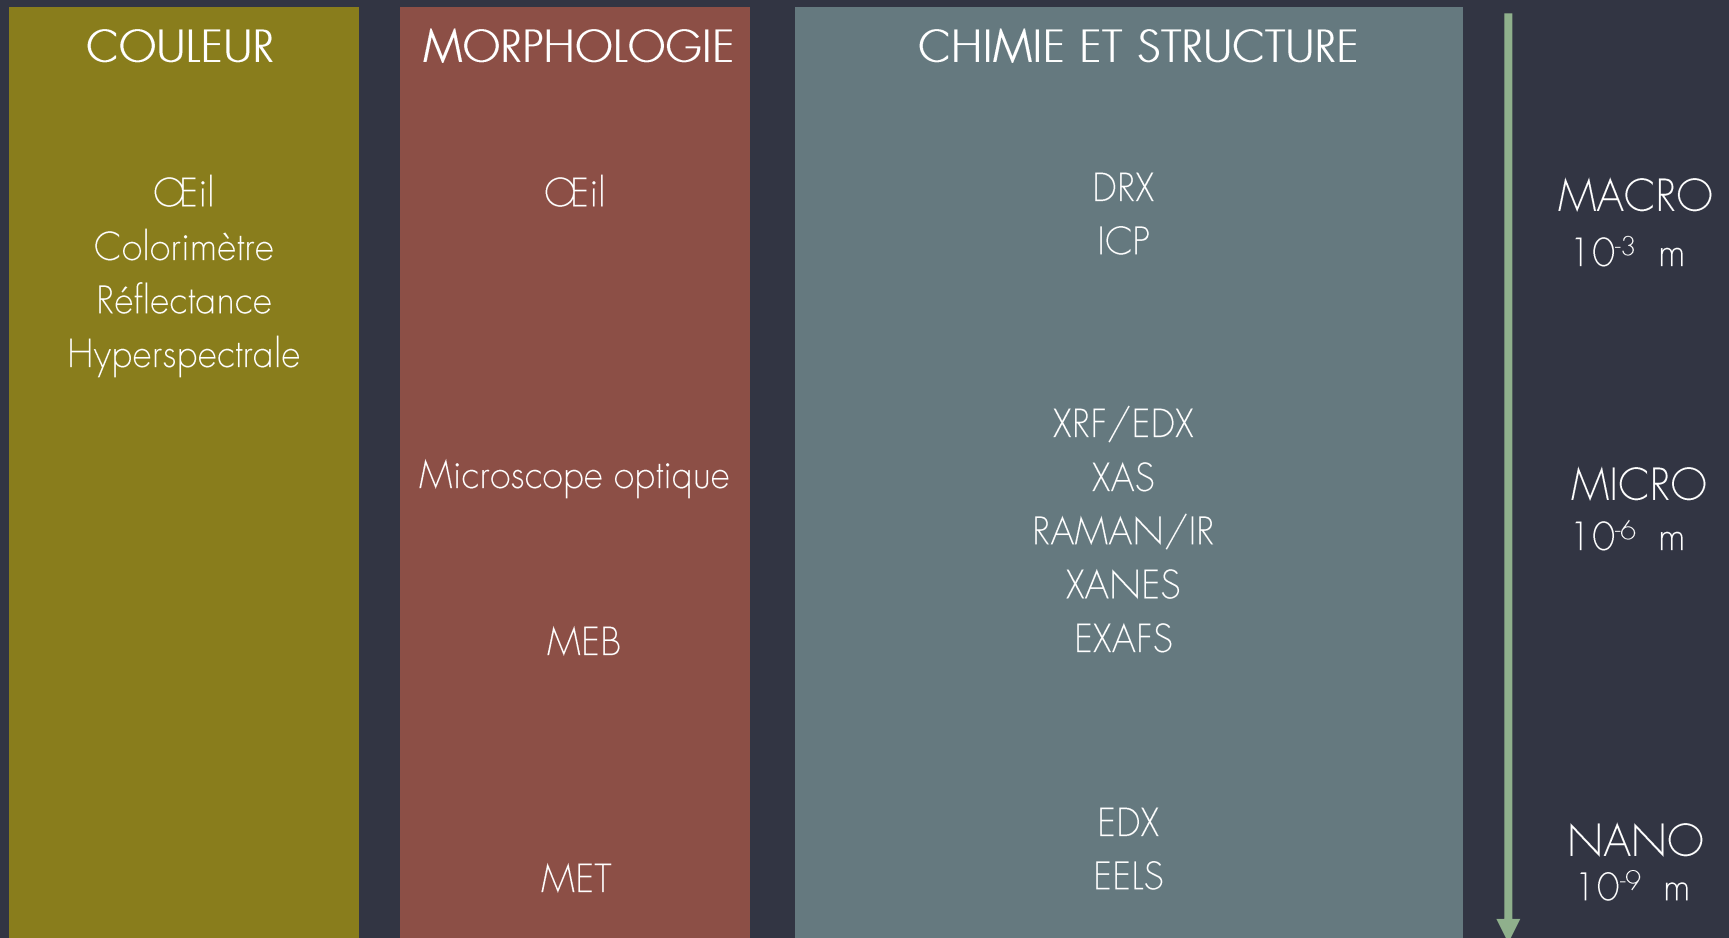 COULEUR
Œil
Colorimètre
Réflectance
Hyperspectrale
MORPHOLOGIE
Œil
Microscope optique
MEB
MET
CHIMIE ET STRUCTURE
DRX
ICP
XRF/EDX
XAS
RAMAN/IR
XANES
EXAFS
EDX
EELS
MACRO
10⁻³ m
MICRO
10⁻⁶ m
NANO
10⁻⁹ m